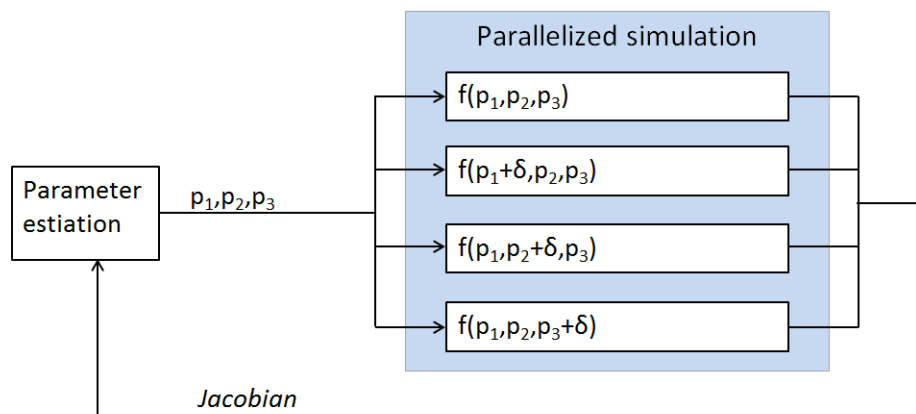 Parallelized simulation
f(p₁,p₂,p₃)
f(p₁+δ,p₂,p₃)
Parameter
estiation
p₁,p₂,p₃
f(p₁,p₂+δ,p₃)
f(p₁,p₂,p₃+δ)
Jacobian